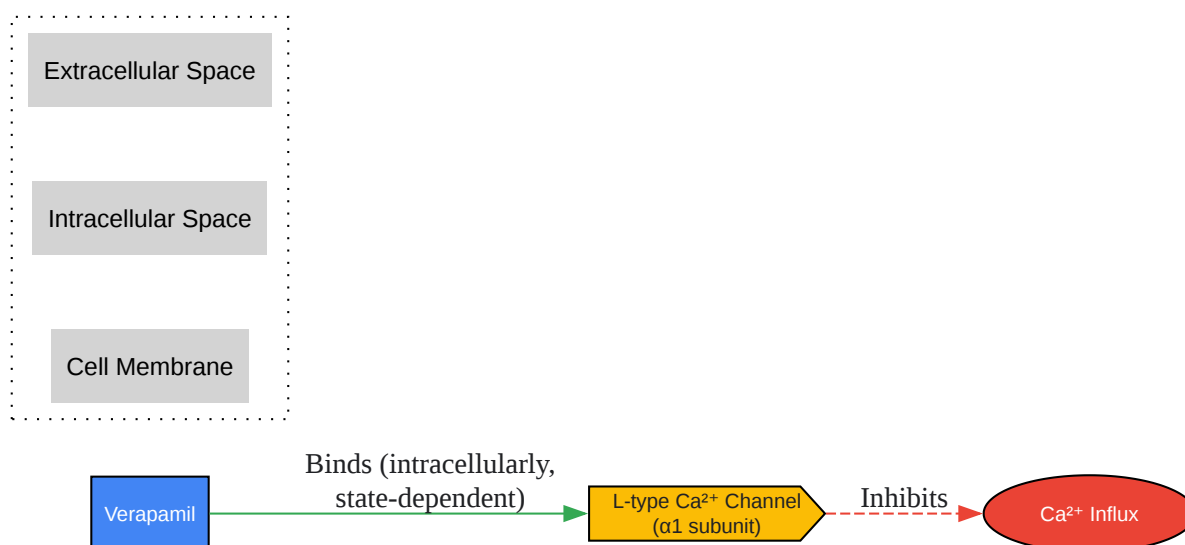 Extracellular Space
Intracellular Space
Cell Membrane
Binds (intracellularly,
state-dependent)
Verapamil
L-type Ca²⁺ Channel
(α1 subunit)
Inhibits
Ca²⁺ Influx